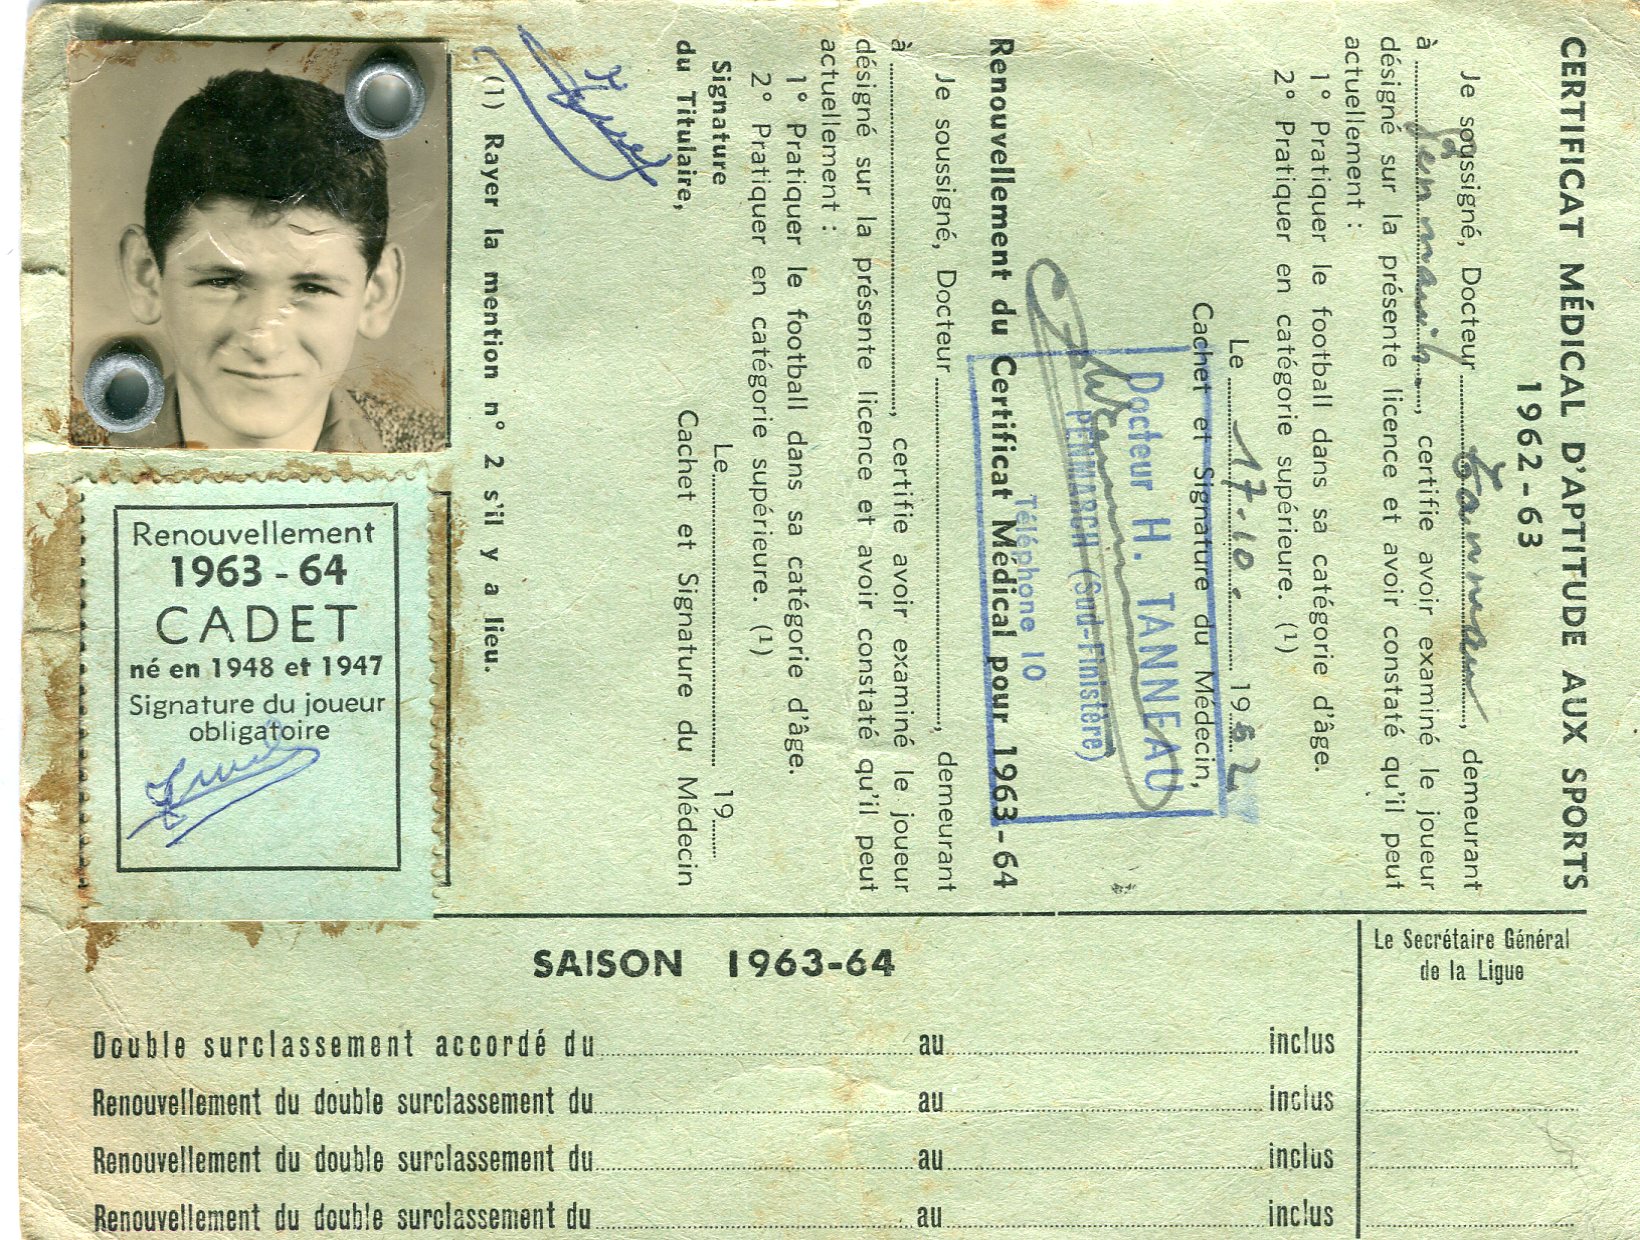 CERTIFICAT MÉDICAL D'APTITUDE AUX SPORTS
1962-63
Je soussigné, Docteur Tanneau, demeurant
à Penmarch, certifie avoir examiné le joueur
désigné sur la présente licence et avoir constaté qu'il peut
actuellement :
1° Pratiquer le football dans sa catégorie d'âge.
2° Pratiquer en catégorie supérieure. (1)
Le 17-10- 1962
Cachet et Signature du Médecin,
Docteur H. TANNEAU
PENMARCH (Sud-Finistère)
Téléphone 10
Renouvellement du Certificat Médical pour 1963-64
Je soussigné, Docteur, demeurant
à, certifie avoir examiné le joueur
désigné sur la présente licence et avoir constaté qu'il peut
actuellement :
1° Pratiquer le football dans sa catégorie d'âge.
2° Pratiquer en catégorie supérieure. (1)
Le 19
Signature
du Titulaire,
Cachet et Signature du Médecin
(1) Rayer la mention n° 2 s'il y a lieu.
Renouvellement
1963-64
CADET
né en 1948 et 1947
Signature du joueur
obligatoire
SAISON 1963-64
Le Secrétaire Général
de la Ligue
Double surclassement accordé du au inclus
Renouvellement du double surclassement du au inclus
Renouvellement du double surclassement du au inclus
Renouvellement du double surclassement du au inclus